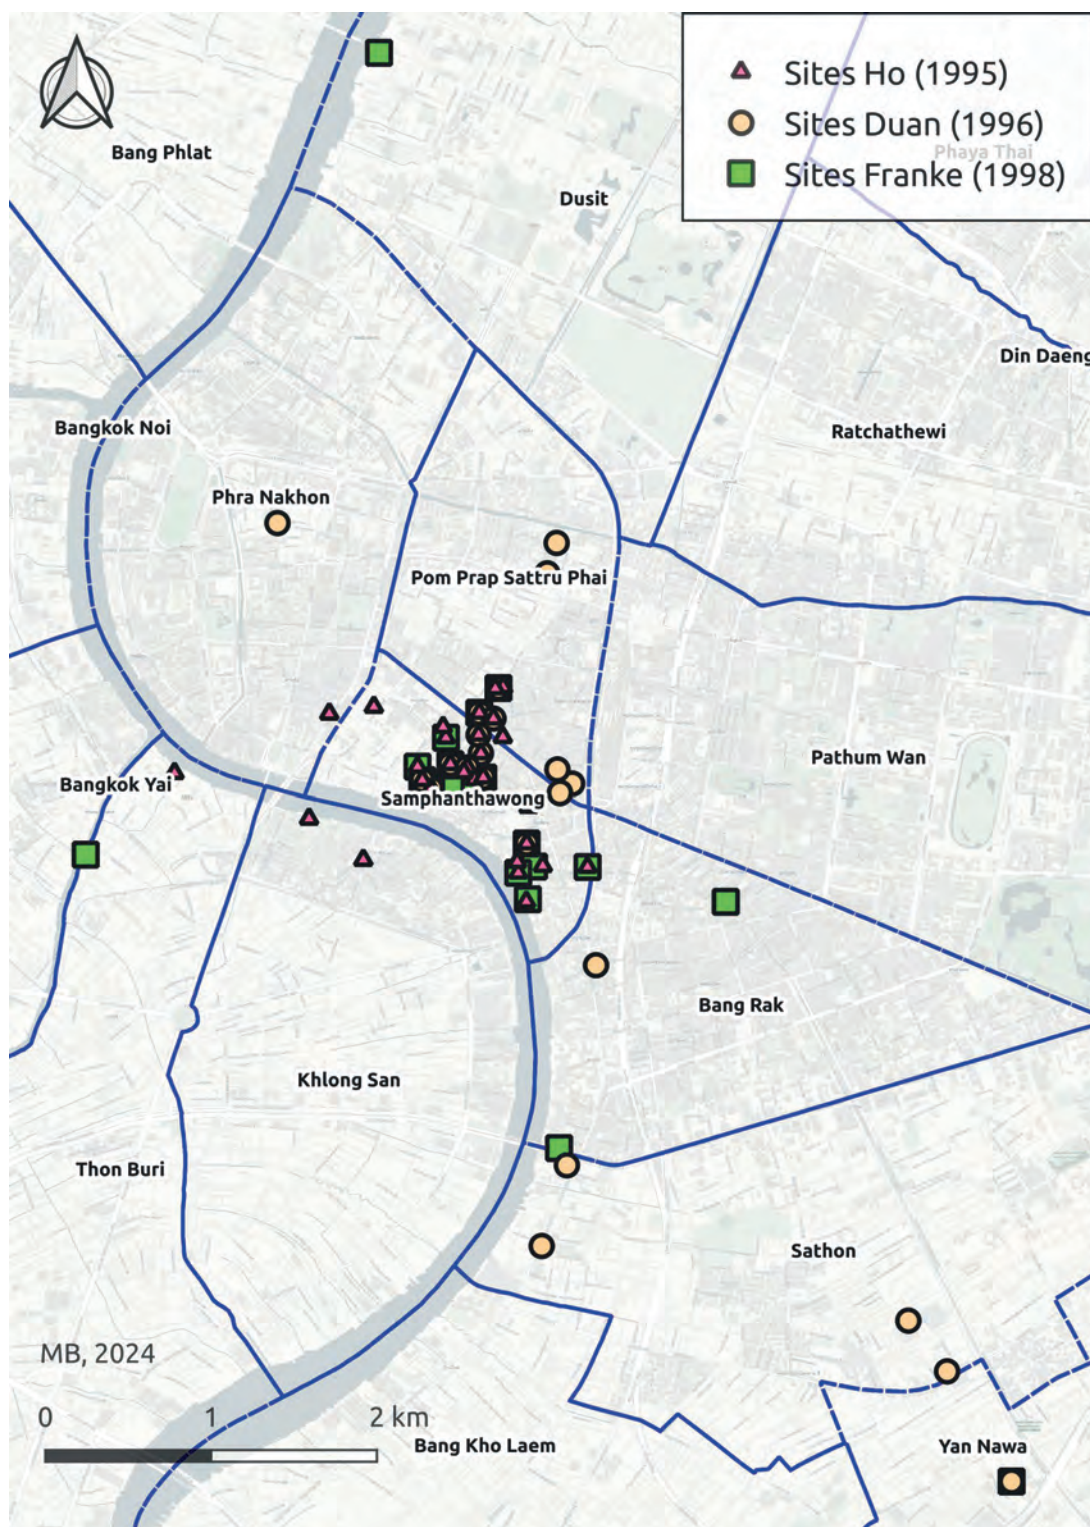 Sites Ho (1995)
Sites Duan (1996)
Sites Franke (1998)
Phaya Thai
Bang Phlat
Dusit
Din Daeng
Bangkok Noi
Ratchathewi
Phra Nakhon
Pom Prap Sattru Phai
Pathum Wan
Bangkok Yai
Samphanthawong
Bang Rak
Khlong San
Thon Buri
Sathon
MB, 2024
0 1 2 km
Bang Kho Laem
Yan Nawa